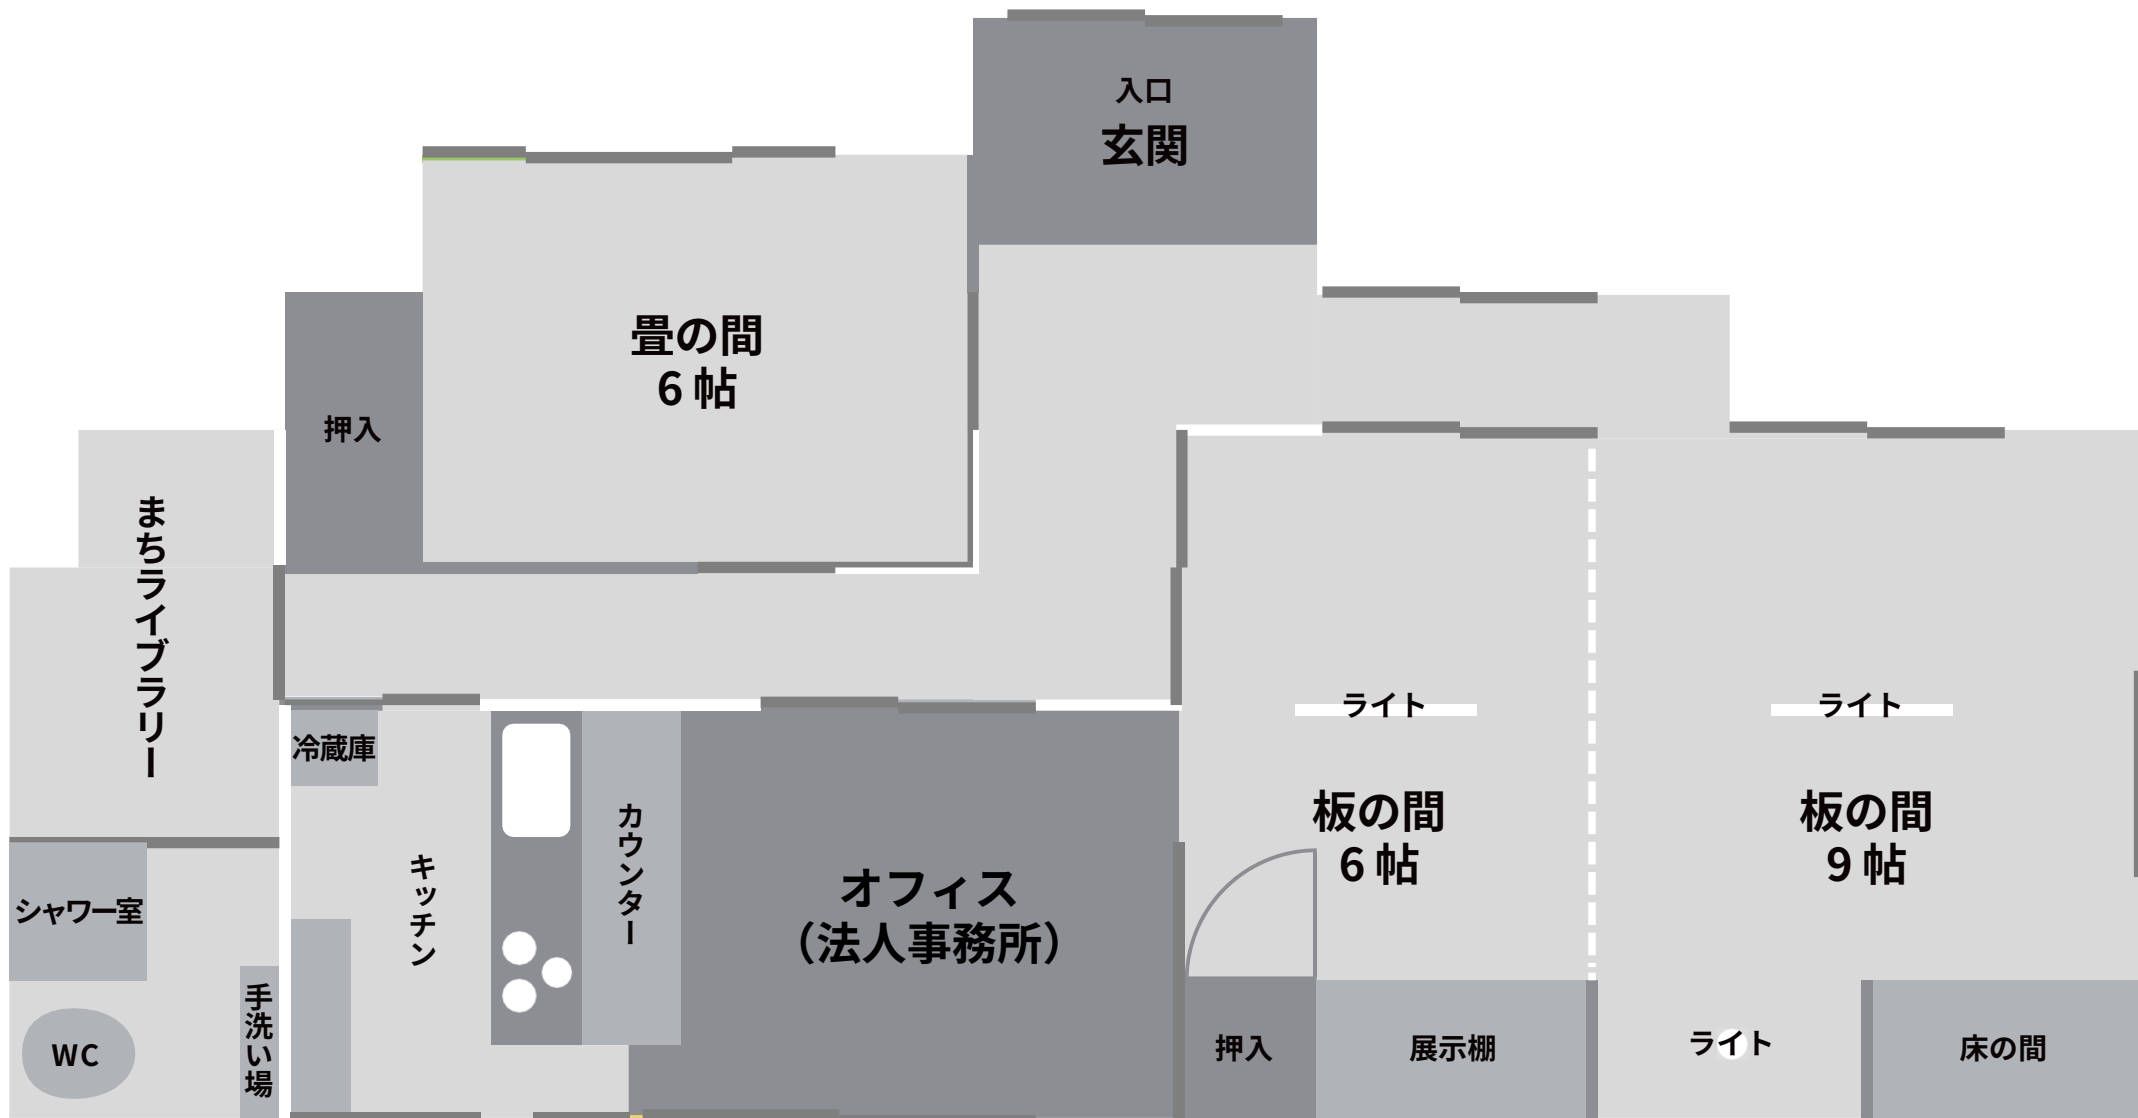 入口
玄関
畳の間
6帖
押入
まちライブラリー
冷蔵庫
キッチン
カウンター
オフィス
（法人事務所）
ライト
板の間
6帖
ライト
板の間
9帖
シャワー室
WC
手洗い場
押入
展示棚
ライト
床の間